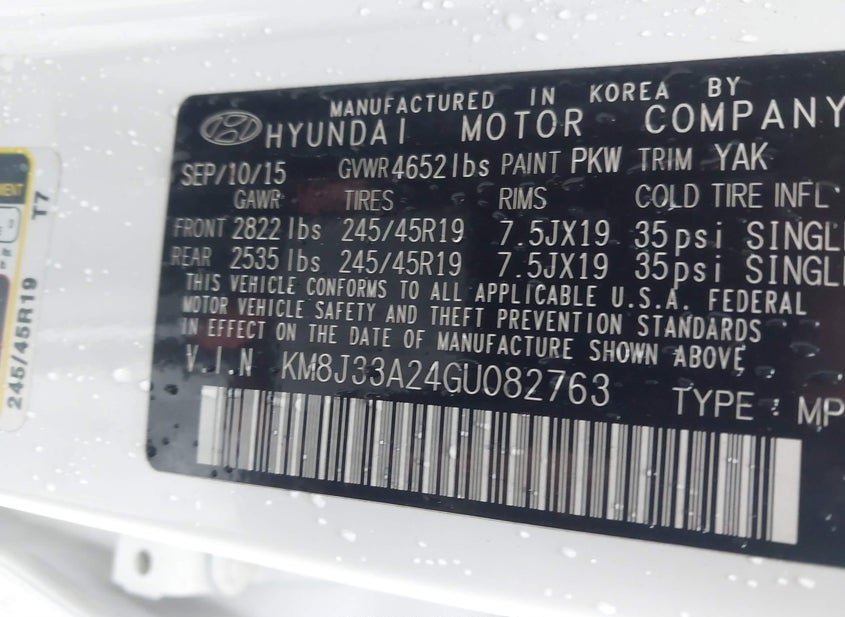 MANUFACTURED IN KOREA BY
HYUNDAI MOTOR COMPANY
SEP/10/15 GVWR 4652 lbs PAINT PKW TRIM YAK
GAWR TIRES RIMS COLD TIRE INFL
FRONT 2822 lbs 245/45R19 7.5JX19 35psi SINGL
REAR 2535 lbs 245/45R19 7.5JX19 35psi SINGL
THIS VEHICLE CONFORMS TO ALL APPLICABLE U.S.A. FEDERAL
MOTOR VEHICLE SAFETY AND THEFT PREVENTION STANDARDS
IN EFFECT ON THE DATE OF MANUFACTURE SHOWN ABOVE,
V.I.N KM8J33A24GU082763 TYPE : MP
T7
245/45R19